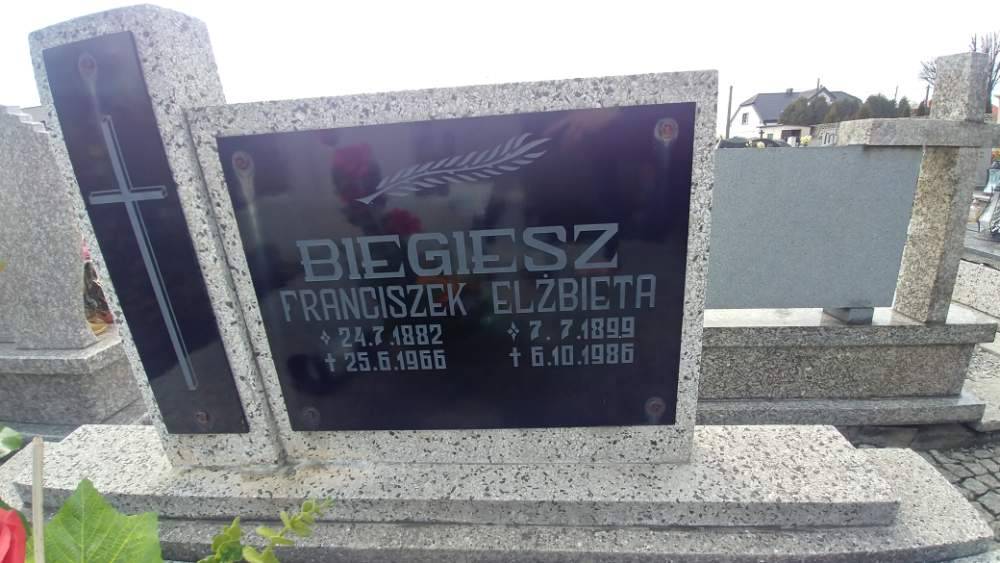 BIEGIESZ
FRANCISZEK ELŻBIETA
24.7.1882 7.7.1899
✝ 25.6.1966 ✝ 6.10.1986